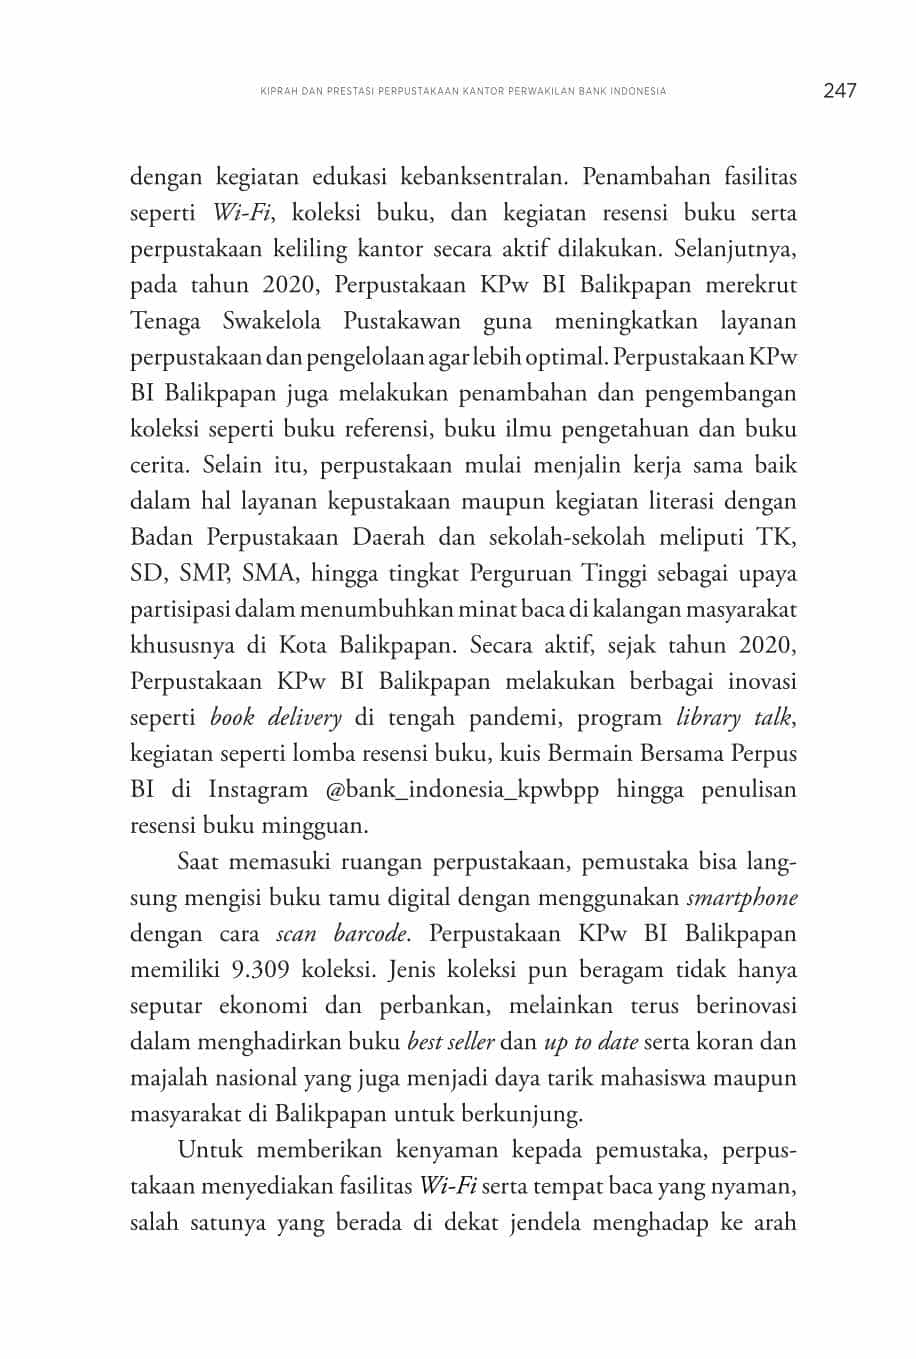 KIPRAH DAN PRESTASI PERPUSTAKAAN KANTOR PERWAKILAN BANK INDONESIA 247
dengan kegiatan edukasi kebanksentralan. Penambahan fasilitas
seperti Wi-Fi, koleksi buku, dan kegiatan resensi buku serta
perpustakaan keliling kantor secara aktif dilakukan. Selanjutnya,
pada tahun 2020, Perpustakaan KPw BI Balikpapan merekrut
Tenaga Swakelola Pustakawan guna meningkatkan layanan
perpustakaan dan pengelolaan agar lebih optimal. Perpustakaan KPw
BI Balikpapan juga melakukan penambahan dan pengembangan
koleksi seperti buku referensi, buku ilmu pengetahuan dan buku
cerita. Selain itu, perpustakaan mulai menjalin kerja sama baik
dalam hal layanan kepustakaan maupun kegiatan literasi dengan
Badan Perpustakaan Daerah dan sekolah-sekolah meliputi TK,
SD, SMP, SMA, hingga tingkat Perguruan Tinggi sebagai upaya
partisipasi dalam menumbuhkan minat baca di kalangan masyarakat
khususnya di Kota Balikpapan. Secara aktif, sejak tahun 2020,
Perpustakaan KPw BI Balikpapan melakukan berbagai inovasi
seperti book delivery di tengah pandemi, program library talk,
kegiatan seperti lomba resensi buku, kuis Bermain Bersama Perpus
BI di Instagram @bank_indonesia_kpwbpp hingga penulisan
resensi buku mingguan.
Saat memasuki ruangan perpustakaan, pemustaka bisa lang-
sung mengisi buku tamu digital dengan menggunakan smartphone
dengan cara scan barcode. Perpustakaan KPw BI Balikpapan
memiliki 9.309 koleksi. Jenis koleksi pun beragam tidak hanya
seputar ekonomi dan perbankan, melainkan terus berinovasi
dalam menghadirkan buku best seller dan up to date serta koran dan
majalah nasional yang juga menjadi daya tarik mahasiswa maupun
masyarakat di Balikpapan untuk berkunjung.
Untuk memberikan kenyaman kepada pemustaka, perpus-
takaan menyediakan fasilitas Wi-Fi serta tempat baca yang nyaman,
salah satunya yang berada di dekat jendela menghadap ke arah